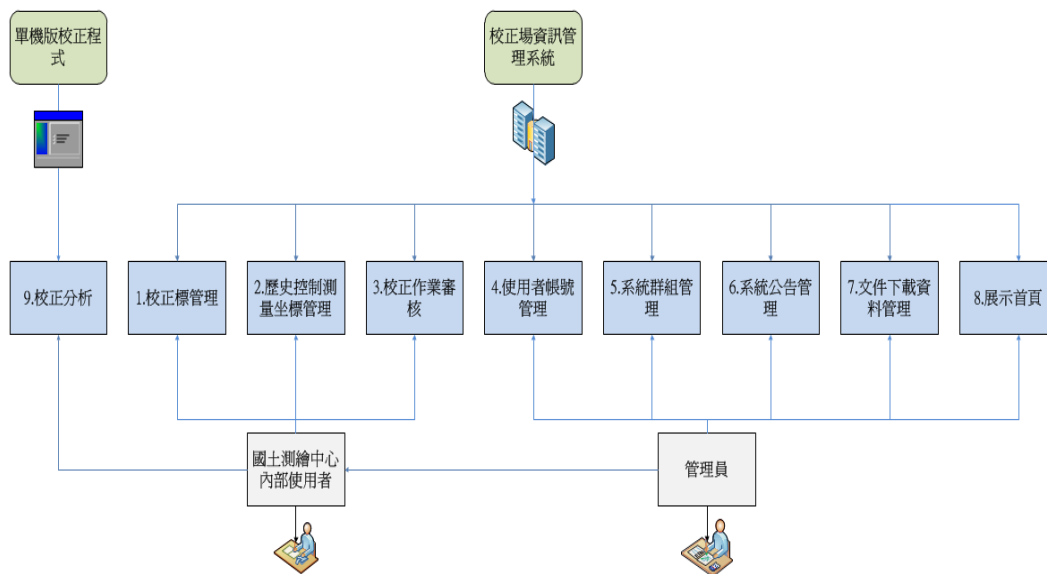 單機版校正程
式
校正場資訊管
理系統
9.校正分析
1.校正標管理
2.歷史控制測
量坐標管理
3.校正作業審
核
4.使用者帳號
管理
5.系統群組管
理
6.系統公告管
理
7.文件下載資
料管理
8.展示首頁
國土測繪中心
內部使用者
管理員